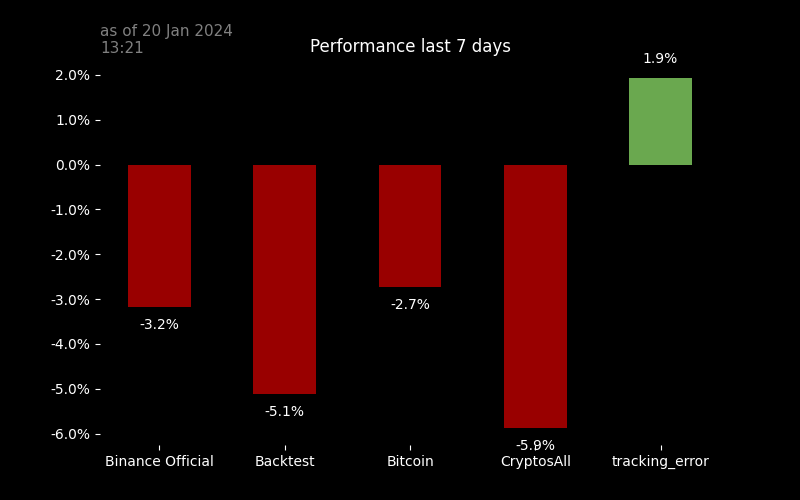 as of 20 Jan 2024
13:21
Performance last 7 days
1.9%
2.0%
1.0%
0.0%
-1.0%
-2.0%
-3.0%
-4.0%
-5.0%
-6.0%
-3.2%
-5.1%
-2.7%
-5.9%
Binance Official
Backtest
Bitcoin
CryptosAll
tracking_error